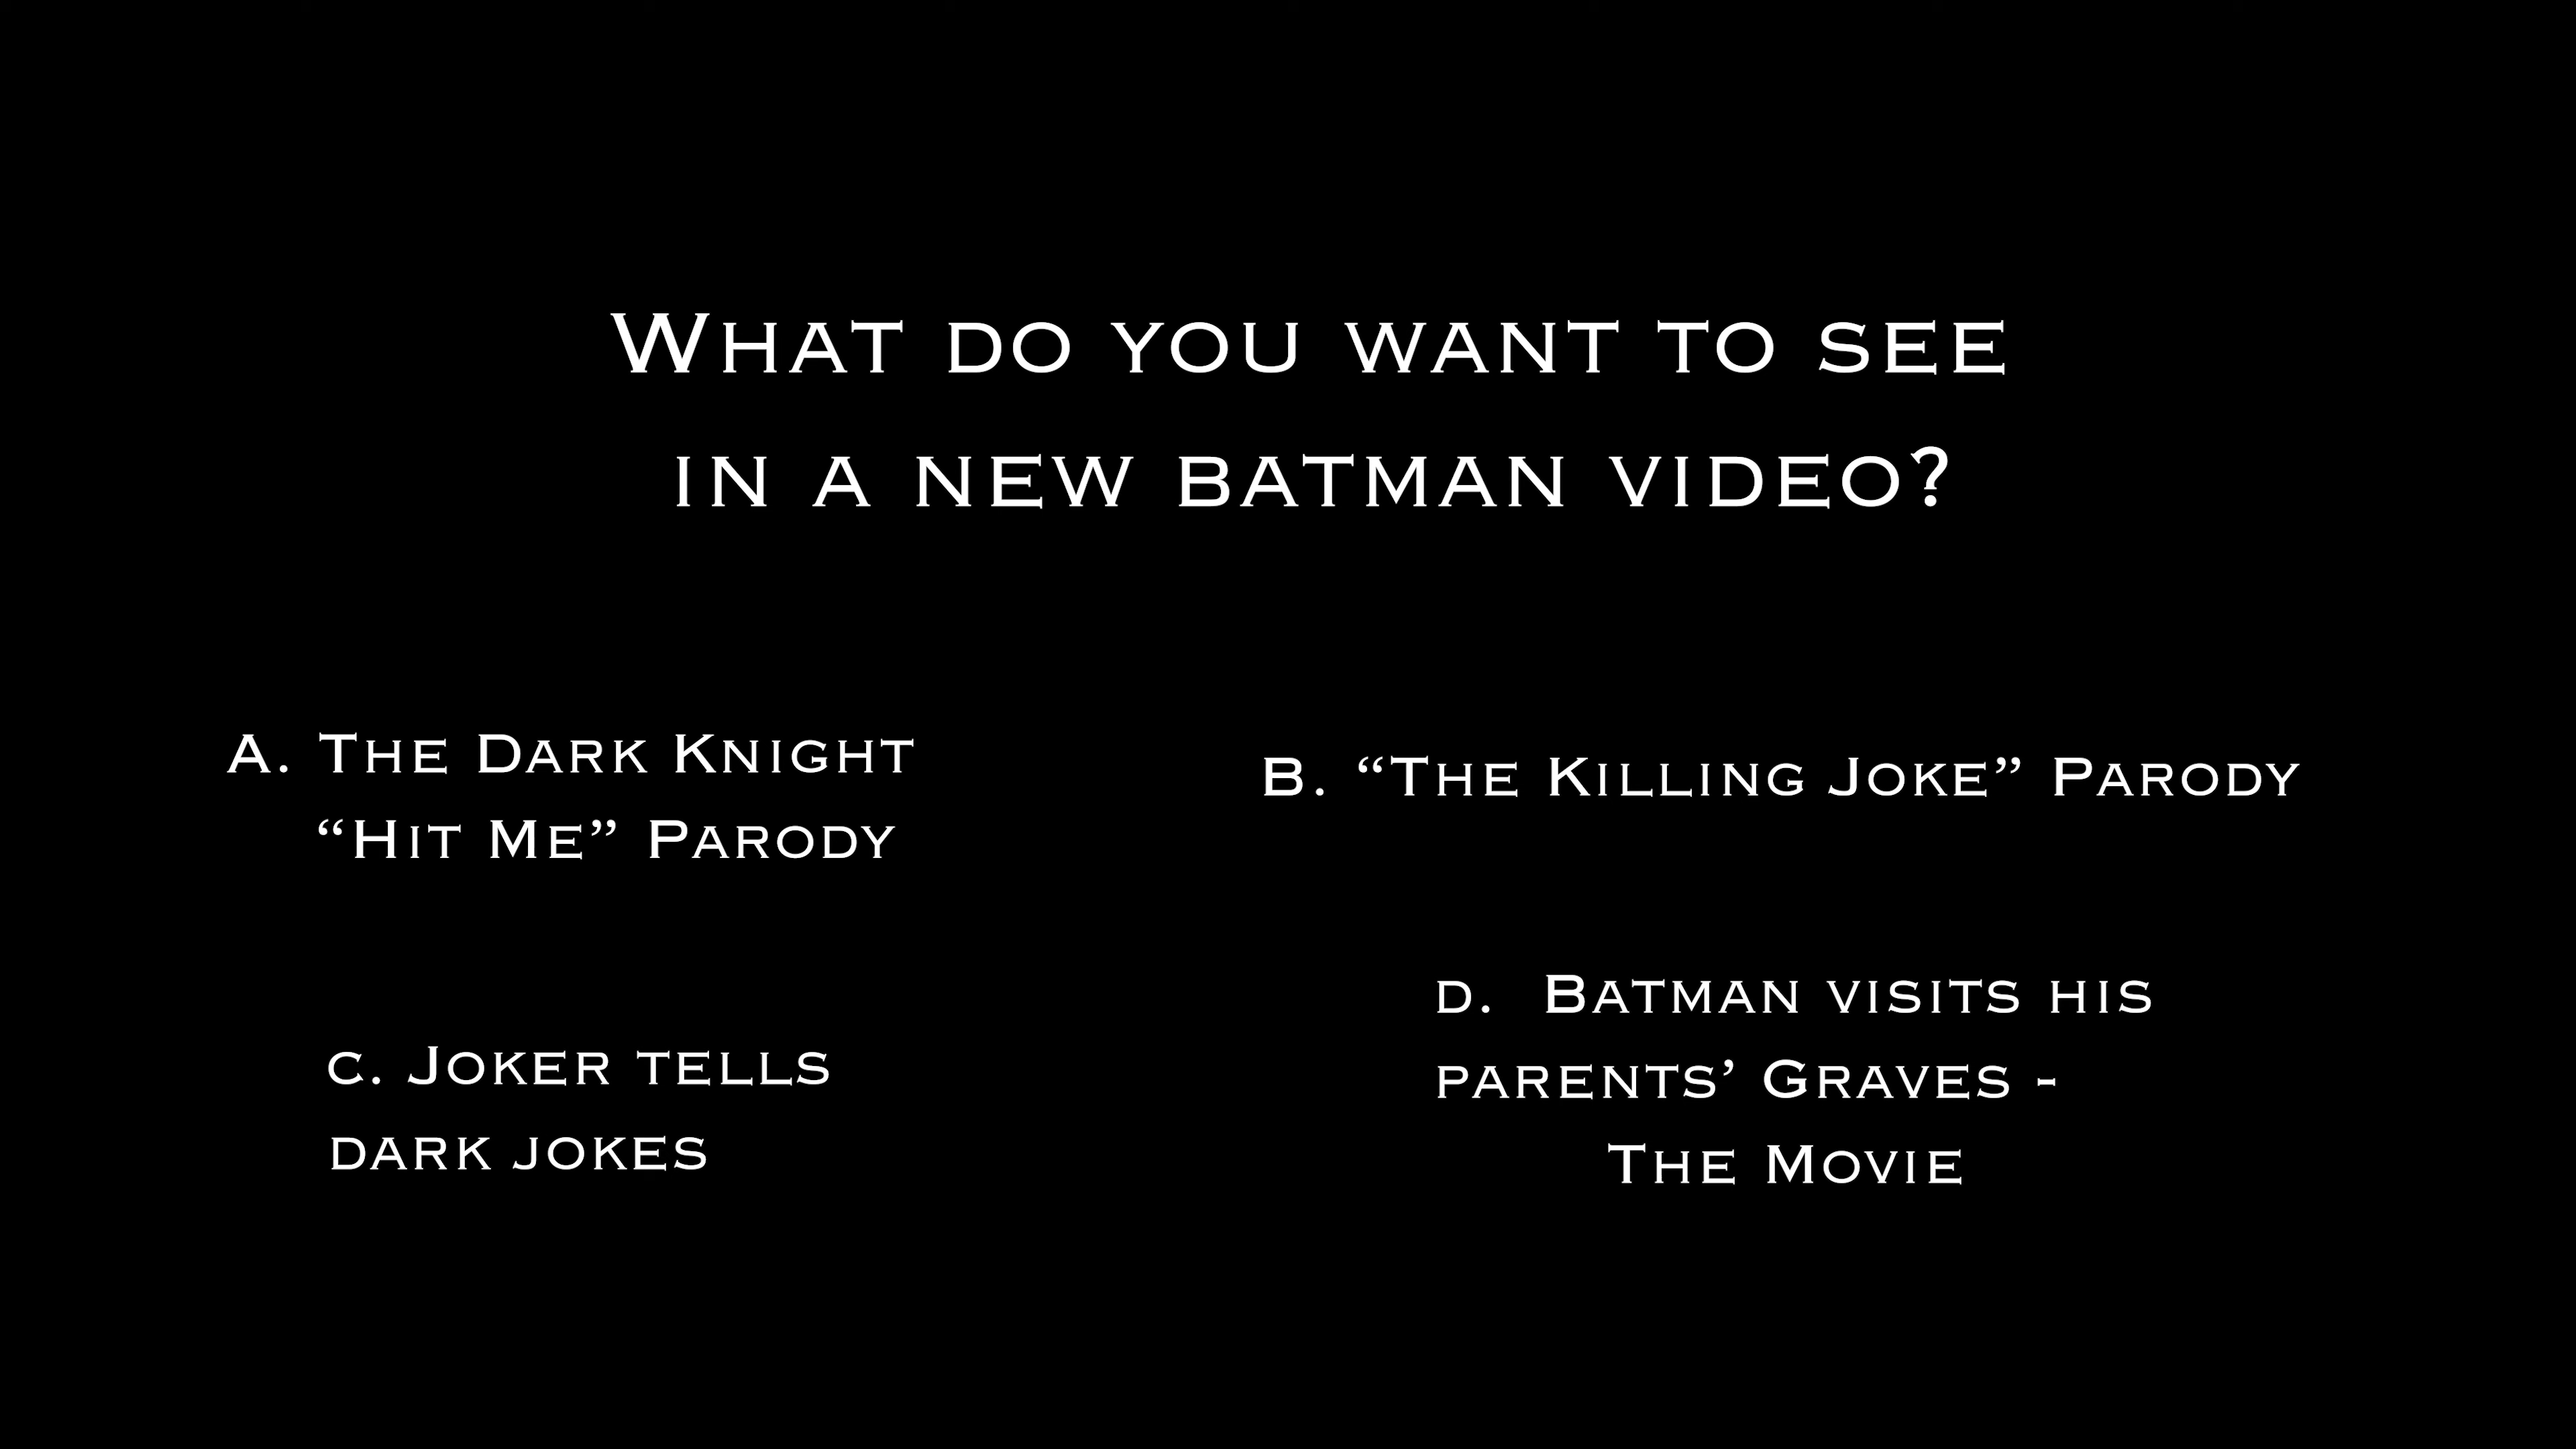 What do you want to see
in a new batman video?
A. The Dark Knight
“Hit Me” Parody
B. “The Killing Joke” Parody
c. Joker tells
dark jokes
d. Batman visits his
parents’ Graves -
The Movie